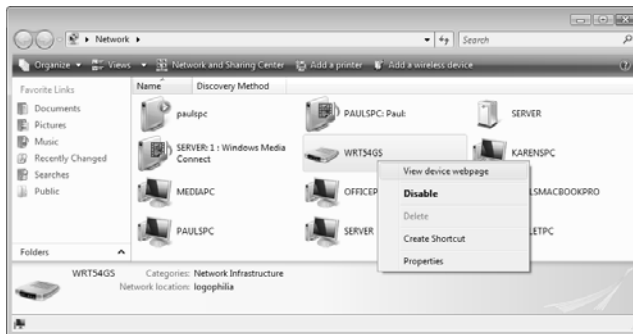 Network
Search
Organize Views Network and Sharing Center Add a printer Add a wireless device
Favorite Links
Documents
Pictures
Music
Recently Changed
Searches
Public
Folders
Name Discovery Method
paulspc PAULSPC: Paul: SERVER
SERVER: 1 : Windows Media
Connect
WRT54GS KARENSPC
MEDIAPC OFFICEP LSMACBOOKPRO
PAULSPC SERVER LETPC
View device webpage
Disable
Delete
Create Shortcut
Properties
WRT54GS Categories: Network Infrastructure
Network location: logophilia